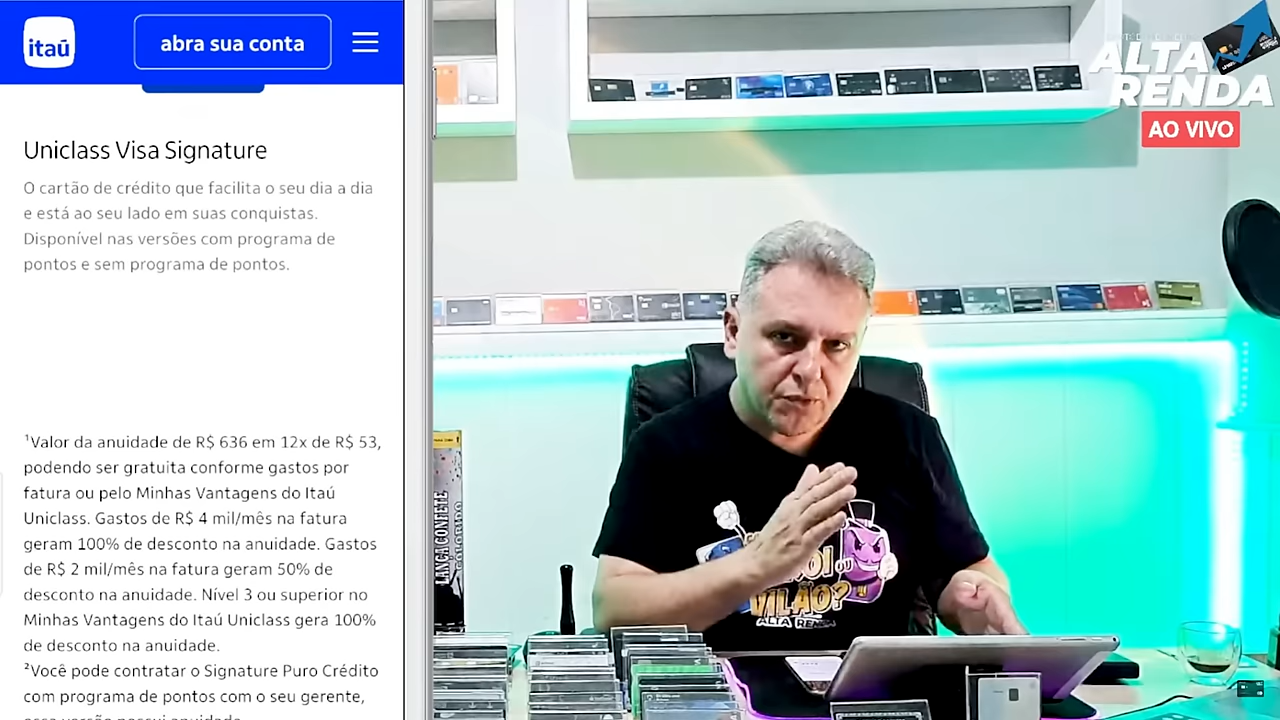 itaú
abra sua conta
Uniclass Visa Signature
O cartão de crédito que facilita o seu dia a dia
e está ao seu lado em suas conquistas.
Disponível nas versões com programa de
pontos e sem programa de pontos.
¹Valor da anuidade de R$ 636 em 12x de R$ 53,
podendo ser gratuita conforme gastos por
fatura ou pelo Minhas Vantagens do Itaú
Uniclass. Gastos de R$ 4 mil/mês na fatura
geram 100% de desconto na anuidade. Gastos
de R$ 2 mil/mês na fatura geram 50% de
desconto na anuidade. Nível 3 ou superior no
Minhas Vantagens do Itaú Uniclass gera 100%
de desconto na anuidade.
²Você pode contratar o Signature Puro Crédito
com programa de pontos com o seu gerente,
ALTA
RENDA
AO VIVO
LANÇA CONFETE
COLORIDO
OU
VILÃO?
ALTA RENDA